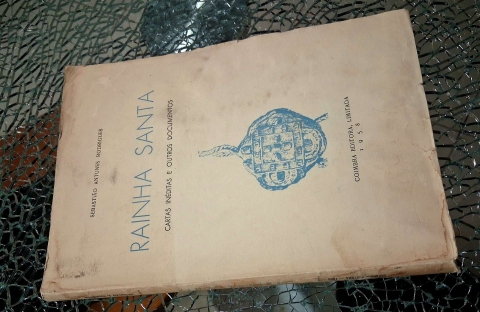 SEBASTIÃO ANTUNES RODRIGUES
RAINHA SANTA
CARTAS INÉDITAS E OUTROS DOCUMENTOS
COIMBRA EDITORA, LIMITADA
1958